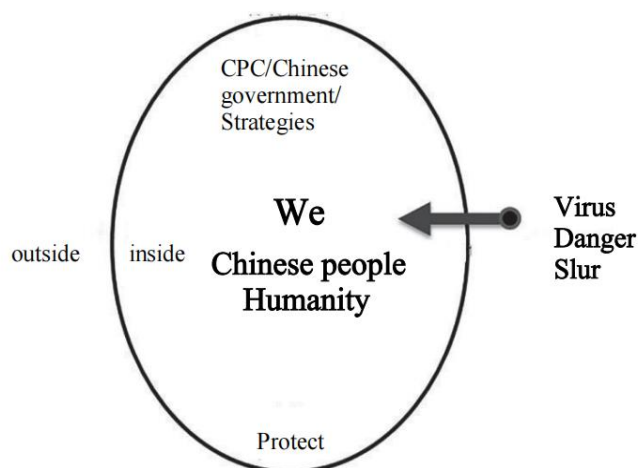 CPC/Chinese
government/
Strategies
We
Virus
Danger
Slur
outside
inside
Chinese people
Humanity
Protect